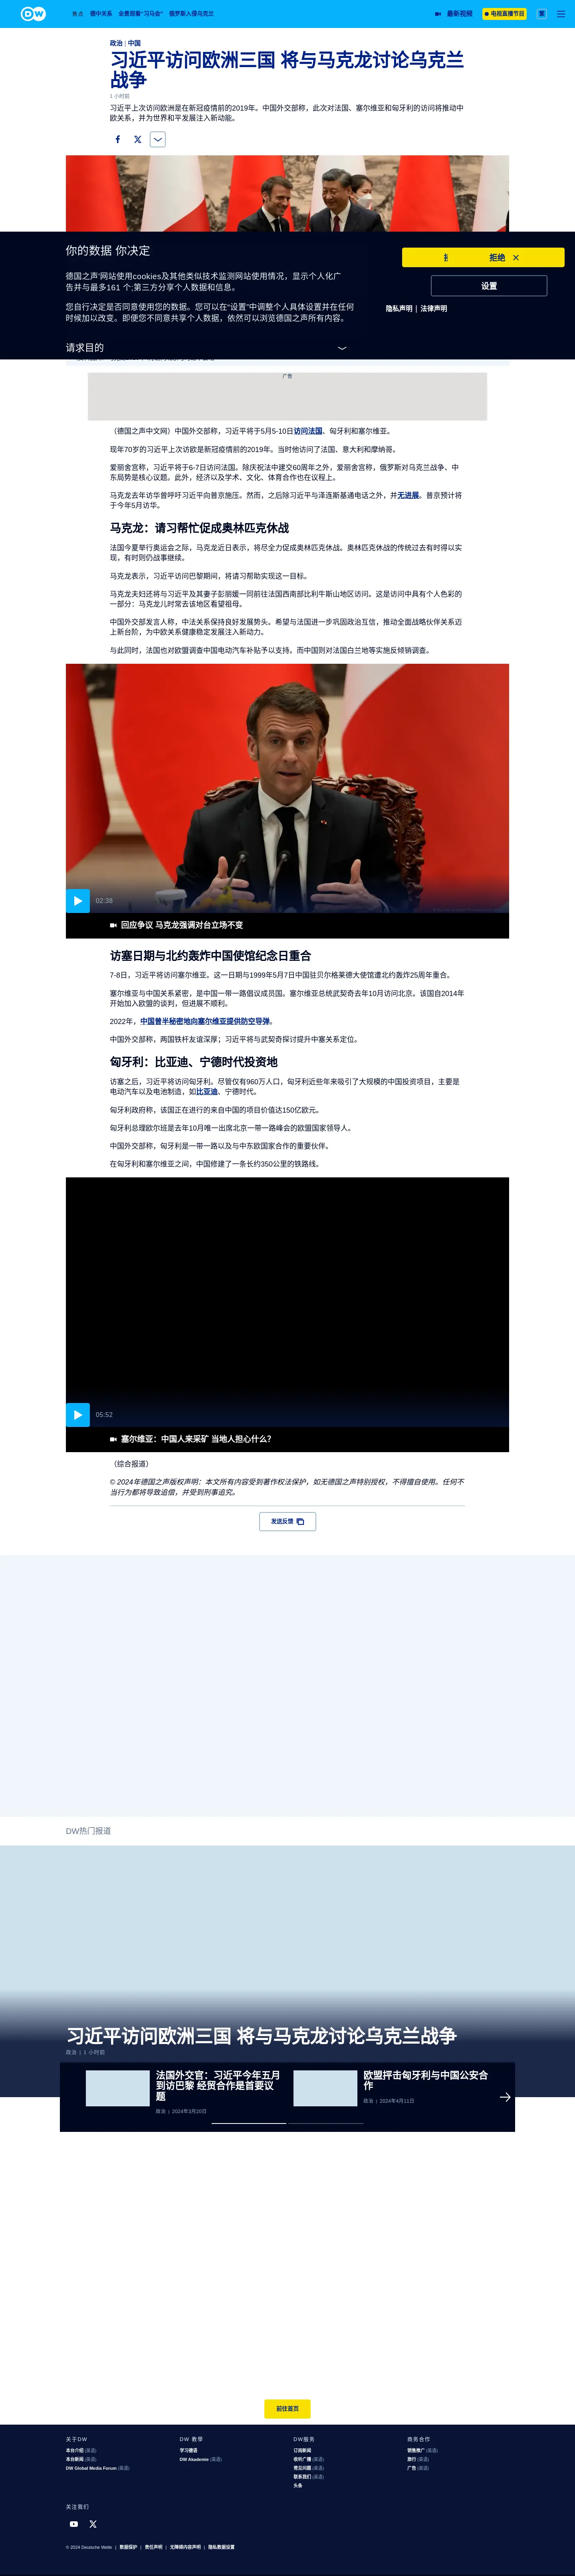 DW
焦点
德中关系
全景观看“习马会”
俄罗斯入侵乌克兰
最新视频
电视直播节目
繁
政治 | 中国
习近平访问欧洲三国 将与马克龙讨论乌克兰
战争
1 小时前
习近平上次访问欧洲是在新冠疫情前的2019年。中国外交部称，此次对法国、塞尔维亚和匈牙利的访问将推动中
欧关系，并为世界和平发展注入新动能。
你的数据 你决定
拒绝
德国之声”网站使用cookies及其他类似技术监测网站使用情况，显示个人化广
告并与最多161 个,第三方分享个人数据和信息。
设置
您自行决定是否同意使用您的数据。您可以在“设置”中调整个人具体设置并在任何
时候加以改变。即便您不同意共享个人数据，依然可以浏览德国之声所有内容。
隐私声明 | 法律声明
请求目的
广告
（德国之声中文网）中国外交部称，习近平将于5月5-10日访问法国、匈牙利和塞尔维亚。
现年70岁的习近平上次访欧是新冠疫情前的2019年。当时他访问了法国、意大利和摩纳哥。
爱丽舍宫称，习近平将于6-7日访问法国。除庆祝法中建交60周年之外，爱丽舍宫称，俄罗斯对乌克兰战争、中
东局势是核心议题。此外，经济以及学术、文化、体育合作也在议程上。
马克龙去年访华曾呼吁习近平向普京施压。然而，之后除习近平与泽连斯基通电话之外，并无进展。普京预计将
于今年5月访华。
马克龙：请习帮忙促成奥林匹克休战
法国今夏举行奥运会之际，马克龙近日表示，将尽全力促成奥林匹克休战。奥林匹克休战的传统过去有时得以实
现，有时则仍战事继续。
马克龙表示，习近平访问巴黎期间，将请习帮助实现这一目标。
马克龙夫妇还将与习近平及其妻子彭丽媛一同前往法国西南部比利牛斯山地区访问。这是访问中具有个人色彩的
一部分：马克龙儿时常去该地区看望祖母。
中国外交部发言人称，中法关系保持良好发展势头。希望与法国进一步巩固政治互信，推动全面战略伙伴关系迈
上新台阶，为中欧关系健康稳定发展注入新动力。
与此同时，法国也对欧盟调查中国电动汽车补贴予以支持。而中国则对法国白兰地等实施反倾销调查。
02:38
回应争议 马克龙强调对台立场不变
访塞日期与北约轰炸中国使馆纪念日重合
7-8日，习近平将访问塞尔维亚。这一日期与1999年5月7日中国驻贝尔格莱德大使馆遭北约轰炸25周年重合。
塞尔维亚与中国关系紧密，是中国一带一路倡议成员国。塞尔维亚总统武契奇去年10月访问北京。该国自2014年
开始加入欧盟的谈判，但进展不顺利。
2022年，中国曾半秘密地向塞尔维亚提供防空导弹。
中国外交部称，两国铁杆友谊深厚；习近平将与武契奇探讨提升中塞关系定位。
匈牙利：比亚迪、宁德时代投资地
访塞之后，习近平将访问匈牙利。尽管仅有960万人口，匈牙利近些年来吸引了大规模的中国投资项目，主要是
电动汽车以及电池制造，如比亚迪、宁德时代。
匈牙利政府称，该国正在进行的来自中国的项目价值达150亿欧元。
匈牙利总理欧尔班是去年10月唯一出席北京一带一路峰会的欧盟国家领导人。
中国外交部称，匈牙利是一带一路以及与中东欧国家合作的重要伙伴。
在匈牙利和塞尔维亚之间，中国修建了一条长约350公里的铁路线。
05:52
塞尔维亚：中国人来采矿 当地人担心什么？
（综合报道）
© 2024年德国之声版权声明：本文所有内容受到著作权法保护，如无德国之声特别授权，不得擅自使用。任何不
当行为都将导致追偿，并受到刑事追究。
发送反馈
DW热门报道
习近平访问欧洲三国 将与马克龙讨论乌克兰战争
政治 | 1 小时前
法国外交官：习近平今年五月
到访巴黎 经贸合作是首要议
题
政治 | 2024年3月20日
欧盟抨击匈牙利与中国公安合
作
政治 | 2024年4月11日
前往首页
关于DW
本台介绍 (英语)
本台新闻 (英语)
DW Global Media Forum (英语)
DW 教學
学习德语
DW Akademie (英语)
DW服务
订阅新闻
收听广播 (英语)
常见问题 (英语)
联系我们 (英语)
头条
商务合作
销售推广 (英语)
旅行 (英语)
广告 (英语)
关注我们
© 2024 Deutsche Welle | 数据保护 | 责任声明 | 无障碍内容声明 | 隐私数据设置